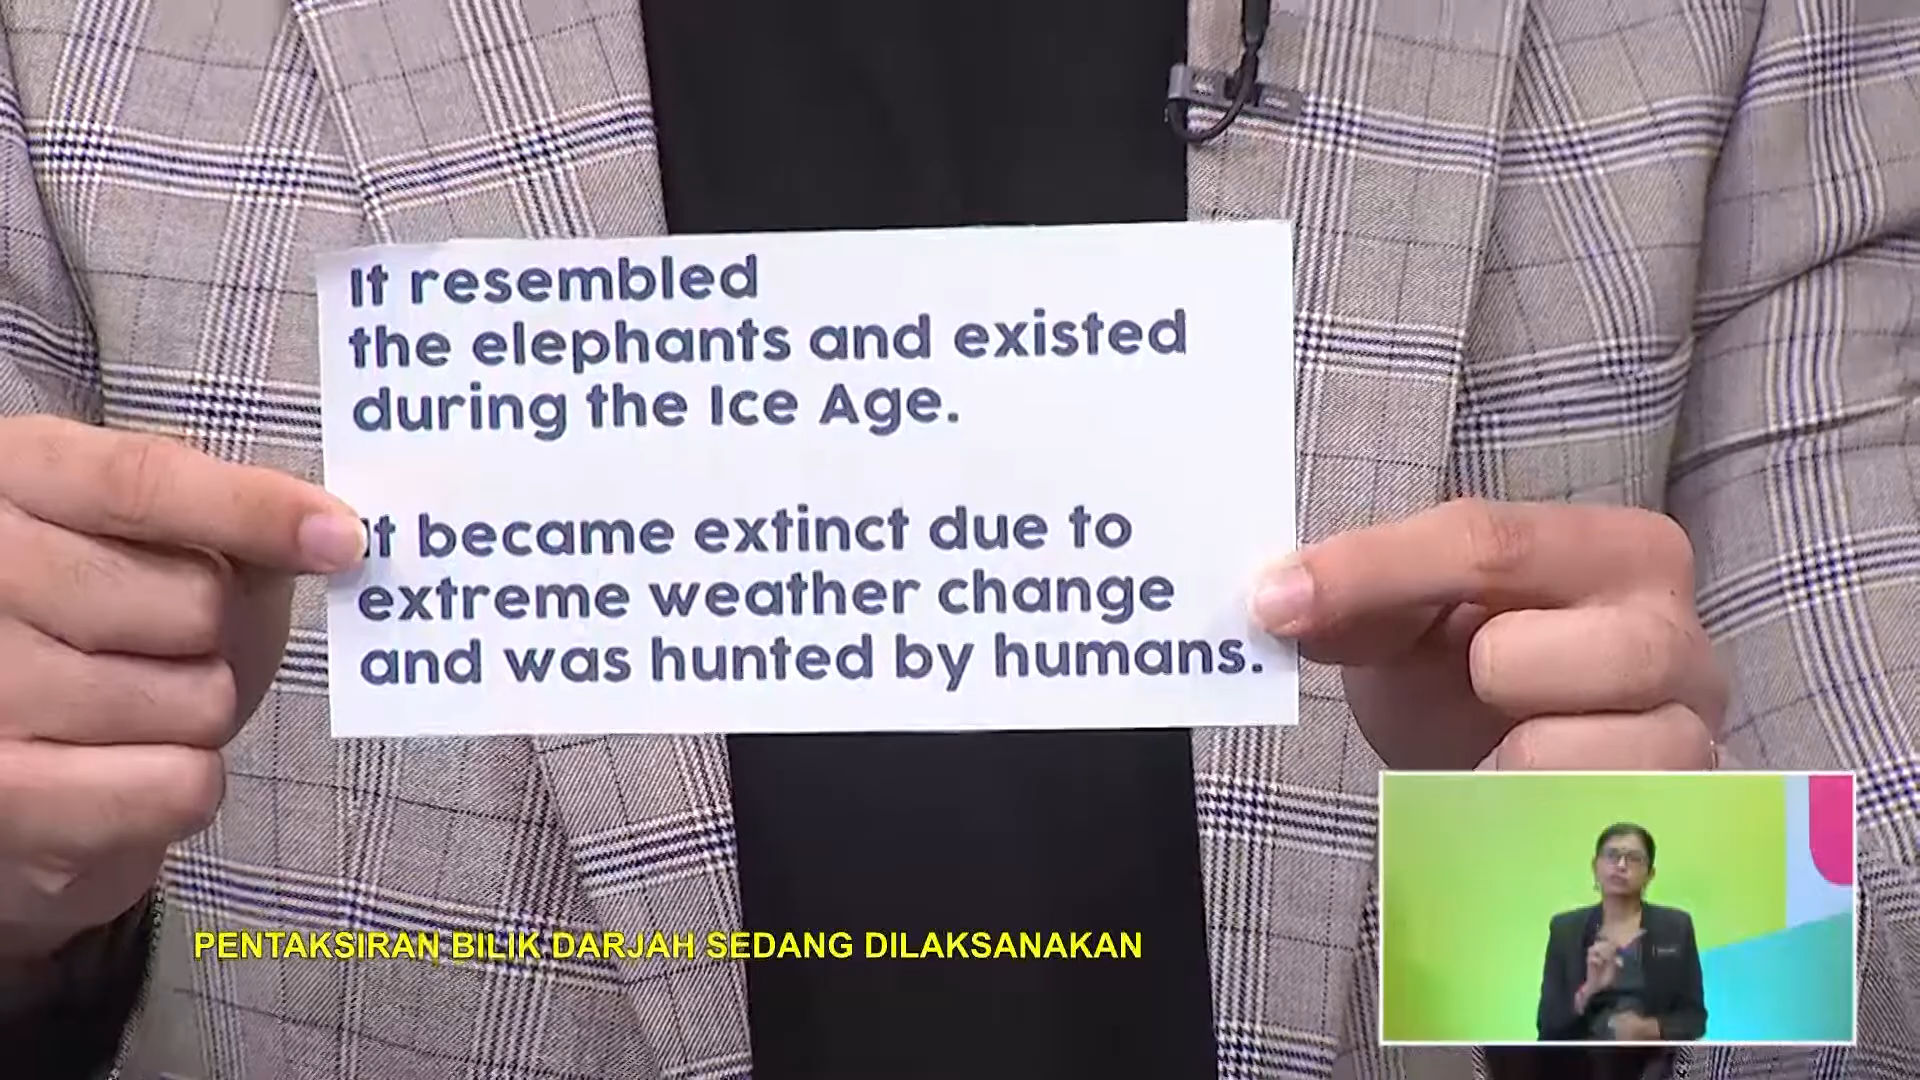 It resembled
the elephants and existed
during the Ice Age.
It became extinct due to
extreme weather change
and was hunted by humans.
PENTAKSIRAN BILIK DARJAH SEDANG DILAKSANAKAN